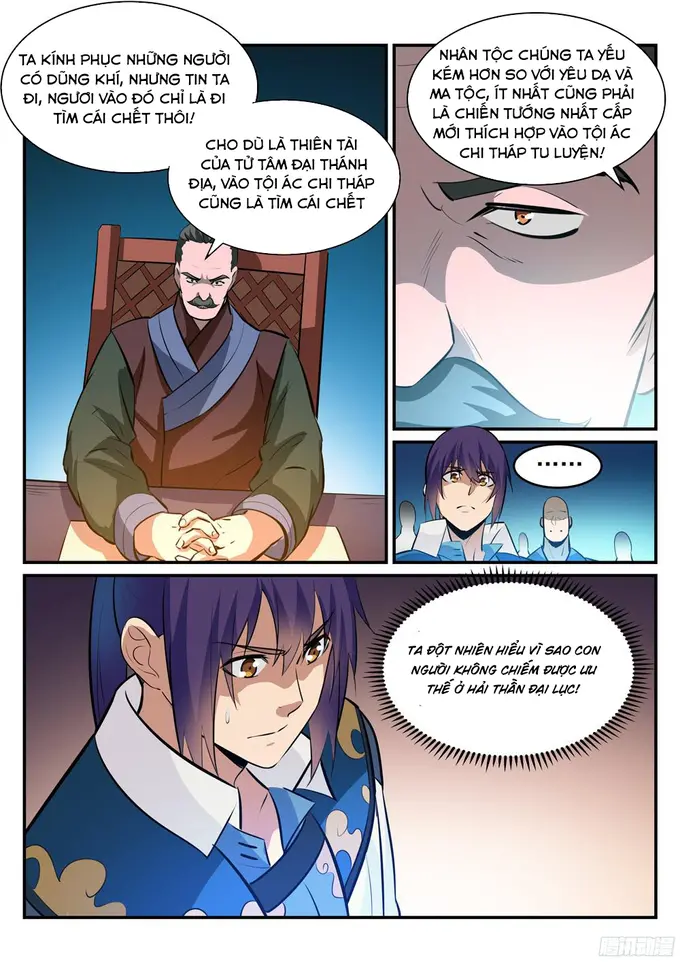 TA KÍNH PHỤC NHỮNG NGƯỜI
CÓ DŨNG KHÍ, NHƯNG TIN TA
ĐI, NGƯƠI VÀO ĐÓ CHỈ LÀ ĐI
TÌM CÁI CHẾT THÔI!
CHO DÙ LÀ THIÊN TÀI
CỦA TỬ TÂM ĐẠI THÁNH
ĐỊA, VÀO TỘI ÁC CHI THÁP
CŨNG LÀ TÌM CÁI CHẾT
NHÂN TỘC CHÚNG TA YẾU
KÉM HƠN SO VỚI YÊU DẠ VÀ
MA TỘC, ÍT NHẤT CŨNG PHẢI
LÀ CHIẾN TƯỚNG NHẤT CẤP
MỚI THÍCH HỢP VÀO TỘI ÁC
CHI THÁP TU LUYỆN!
......
TA ĐỘT NHIÊN HIỂU VÌ SAO CON
NGƯỜI KHÔNG CHIẾM ĐƯỢC ƯU
THẾ Ở HẢI THẦN ĐẠI LỤC!
腾讯动漫